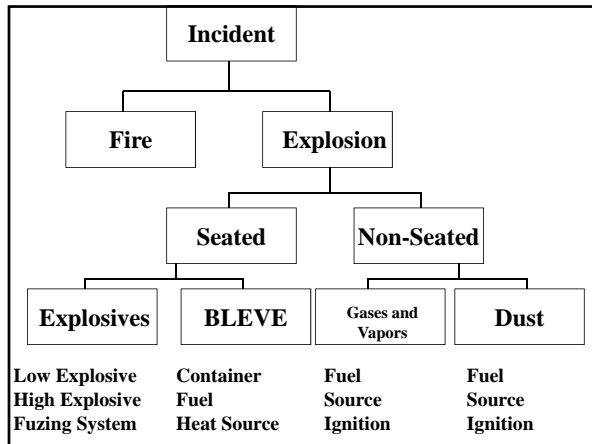 Incident
Fire
Explosion
Seated
Non-Seated
Explosives
BLEVE
Gases and
Vapors
Dust
Low Explosive
High Explosive
Fuzing System
Container
Fuel
Heat Source
Fuel
Source
Ignition
Fuel
Source
Ignition